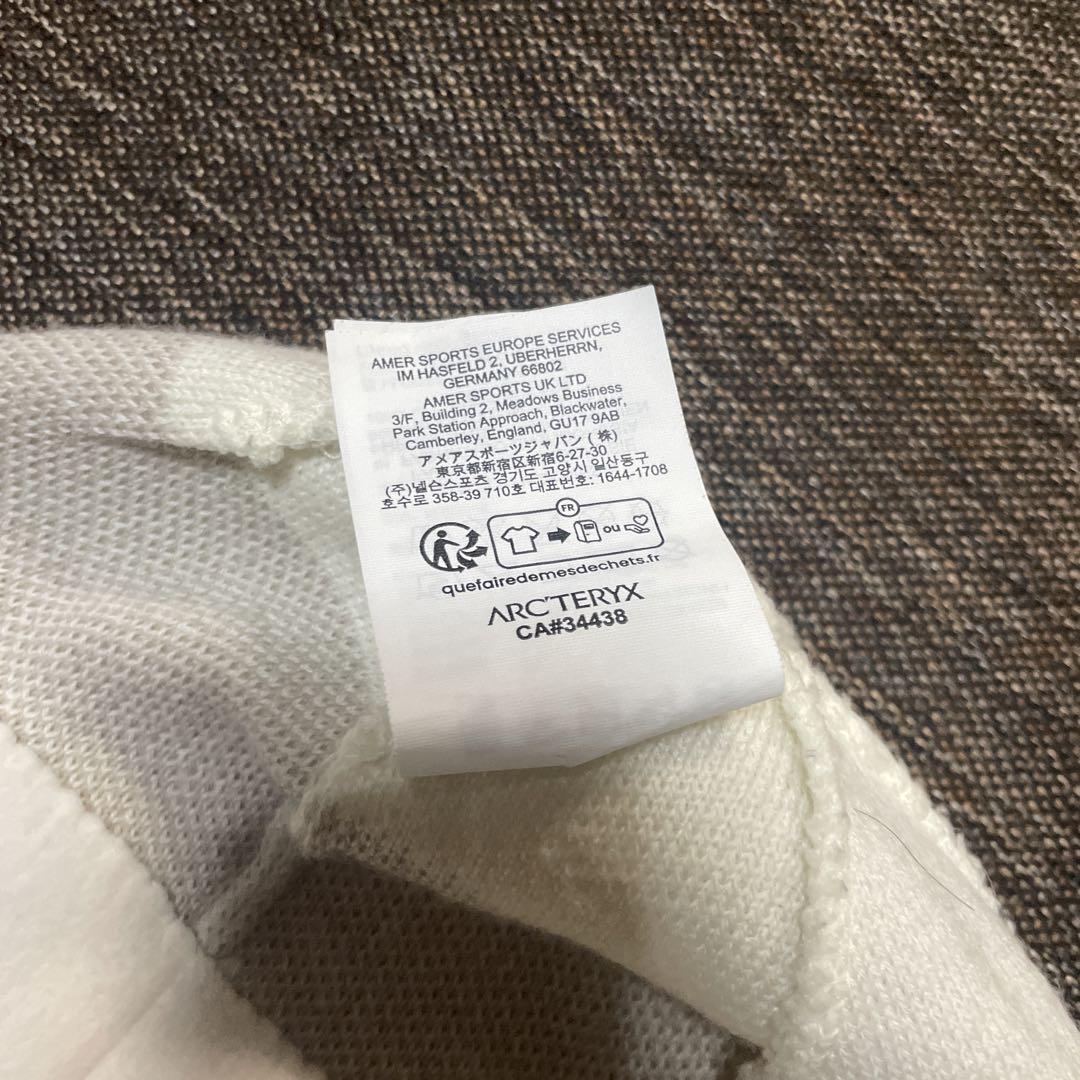 AMER SPORTS EUROPE SERVICES
IM HASFELD 2, UBERHERRN,
GERMANY 66802
AMER SPORTS UK LTD
3/F, Building 2, Meadows Business
Park Station Approach, Blackwater,
Camberley, England, GU17 9AB
アメアスポーツジャパン (株)
東京都新宿区新宿6-27-30
(주)넬슨스포츠 경기도 고양시 일산동구
호수로 358-39 710호 대표번호: 1644-1708
FR
ou
quefairedemesdechets.fr
ARC'TERYX
CA#34438